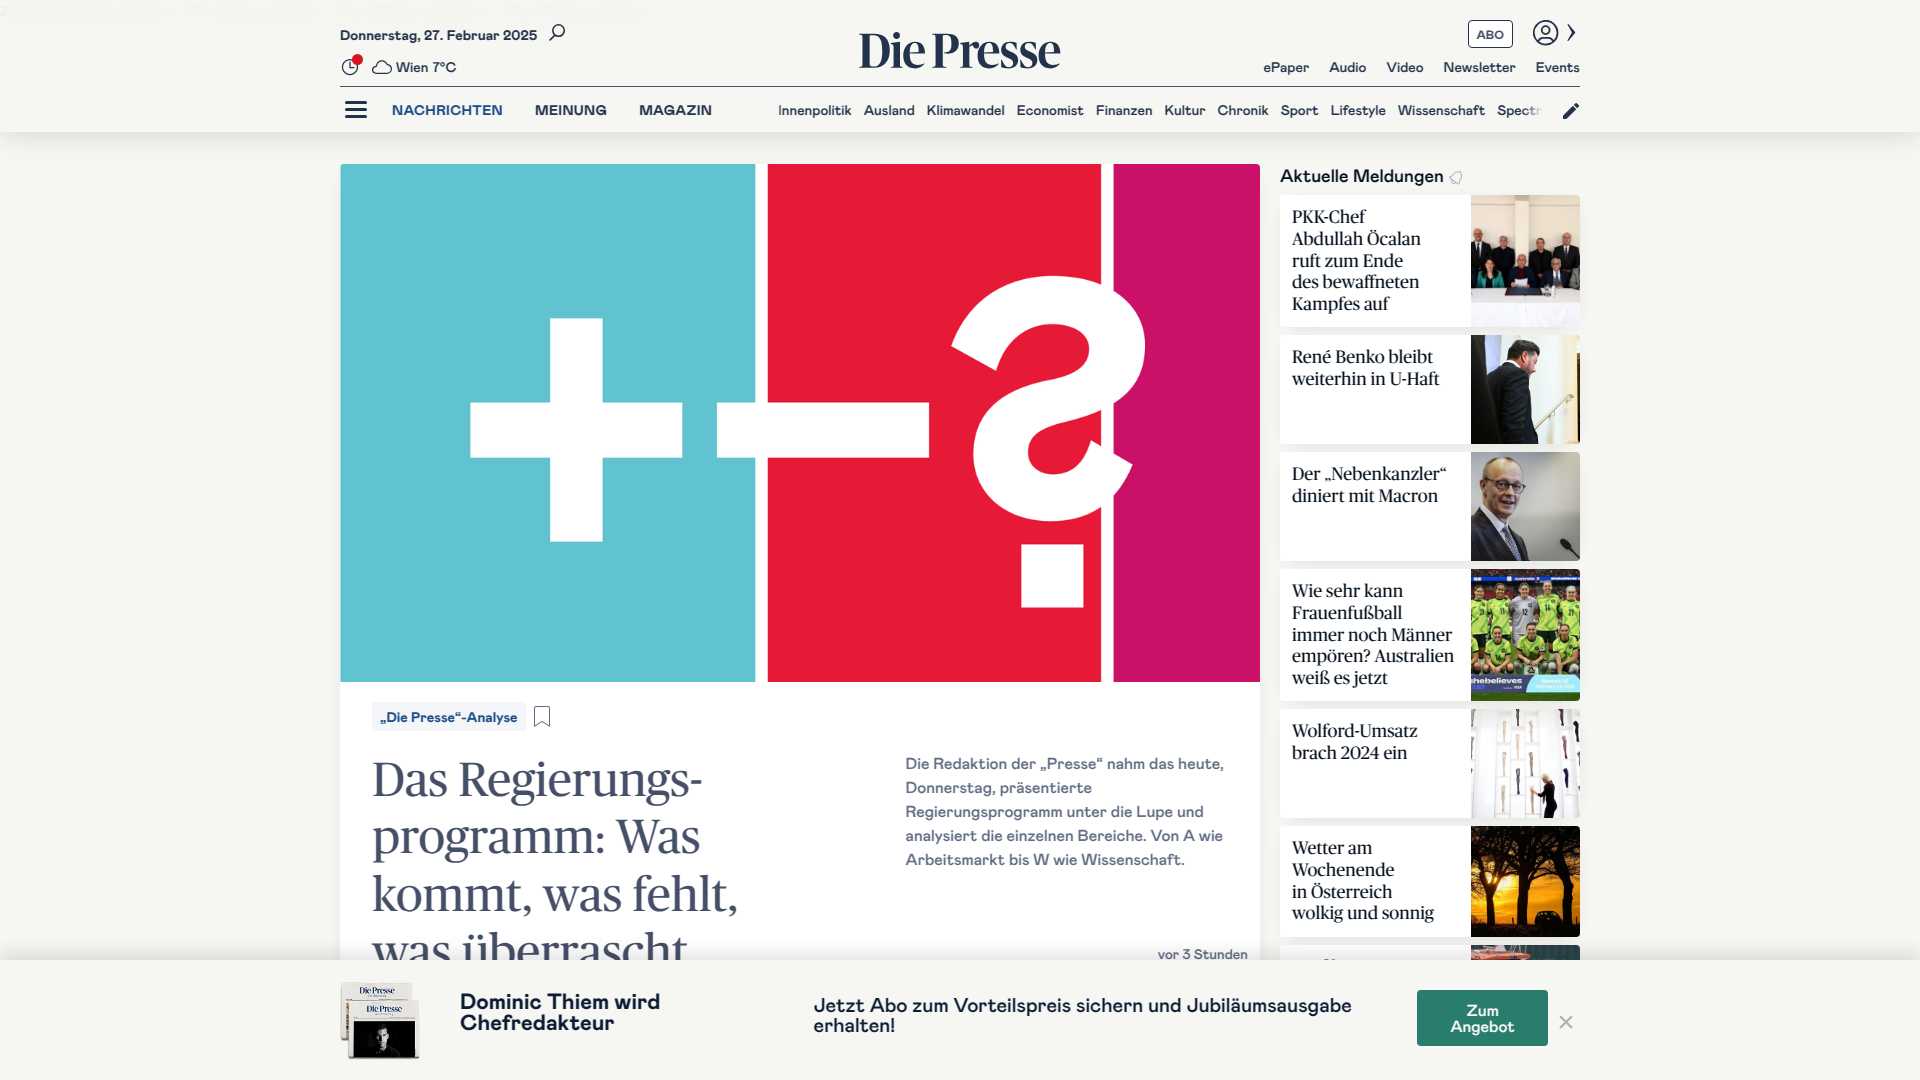 Donnerstag, 27. Februar 2025
Die Presse
ABO
Wien 7°C
ePaper Audio Video Newsletter Events
NACHRICHTEN MEINUNG MAGAZIN
Innenpolitik Ausland Klimawandel Economist Finanzen Kultur Chronik Sport Lifestyle Wissenschaft Spectr
+ – ?
„Die Presse“-Analyse
Das Regierungs-
programm: Was
kommt, was fehlt,
was überrascht
Die Redaktion der „Presse“ nahm das heute,
Donnerstag, präsentierte
Regierungsprogramm unter die Lupe und
analysiert die einzelnen Bereiche. Von A wie
Arbeitsmarkt bis W wie Wissenschaft.
vor 3 Stunden
Aktuelle Meldungen
PKK-Chef
Abdullah Öcalan
ruft zum Ende
des bewaffneten
Kampfes auf
René Benko bleibt
weiterhin in U-Haft
Der „Nebenkanzler“
diniert mit Macron
Wie sehr kann
Frauenfußball
immer noch Männer
empören? Australien
weiß es jetzt
Wolford-Umsatz
brach 2024 ein
Wetter am
Wochenende
in Österreich
wolkig und sonnig
Die Presse
Die Presse
Dominic Thiem wird
Chefredakteur
Jetzt Abo zum Vorteilspreis sichern und Jubiläumsausgabe
erhalten!
Zum
Angebot